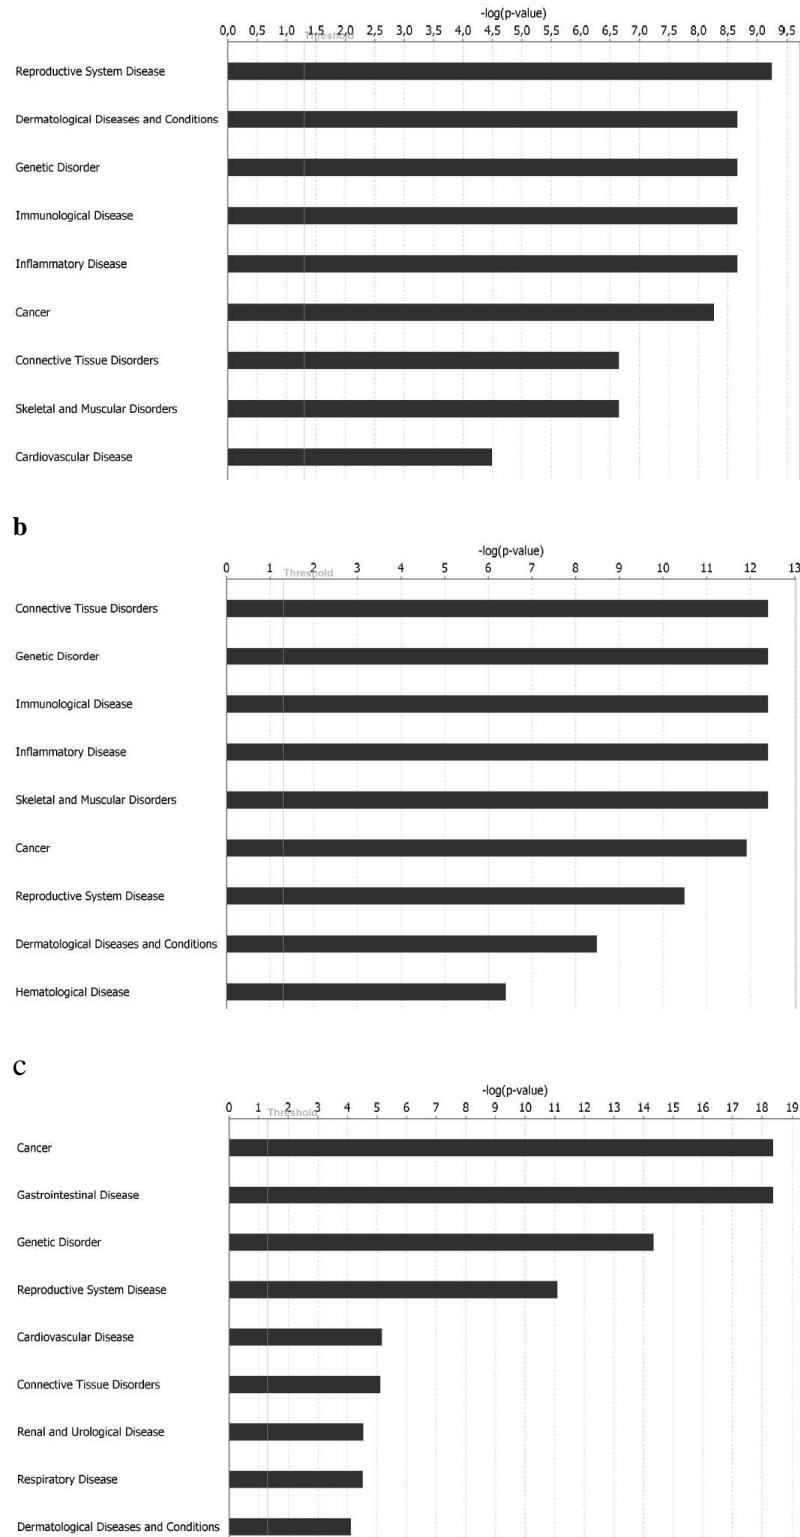 -log(p-value)
0,0 0,5 1,0 1,5 2,0 2,5 3,0 3,5 4,0 4,5 5,0 5,5 6,0 6,5 7,0 7,5 8,0 8,5 9,0 9,5
Threshold
Reproductive System Disease
Dermatological Diseases and Conditions
Genetic Disorder
Immunological Disease
Inflammatory Disease
Cancer
Connective Tissue Disorders
Skeletal and Muscular Disorders
Cardiovascular Disease
b
-log(p-value)
0 1 2 3 4 5 6 7 8 9 10 11 12 13
Threshold
Connective Tissue Disorders
Genetic Disorder
Immunological Disease
Inflammatory Disease
Skeletal and Muscular Disorders
Cancer
Reproductive System Disease
Dermatological Diseases and Conditions
Hematological Disease
c
-log(p-value)
0 1 2 3 4 5 6 7 8 9 10 11 12 13 14 15 16 17 18 19
Threshold
Cancer
Gastrointestinal Disease
Genetic Disorder
Reproductive System Disease
Cardiovascular Disease
Connective Tissue Disorders
Renal and Urological Disease
Respiratory Disease
Dermatological Diseases and Conditions